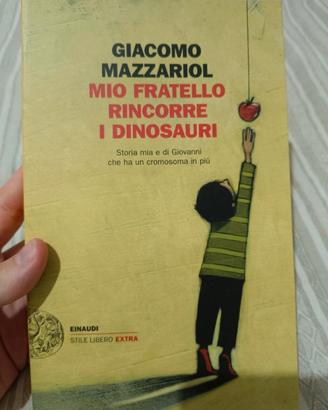 GIACOMO
MAZZARIOL
MIO FRATELLO
RINCORRE
I DINOSAURI
Storia mia e di Giovanni
che ha un cromosoma in più
EINAUDI
STILE LIBERO EXTRA